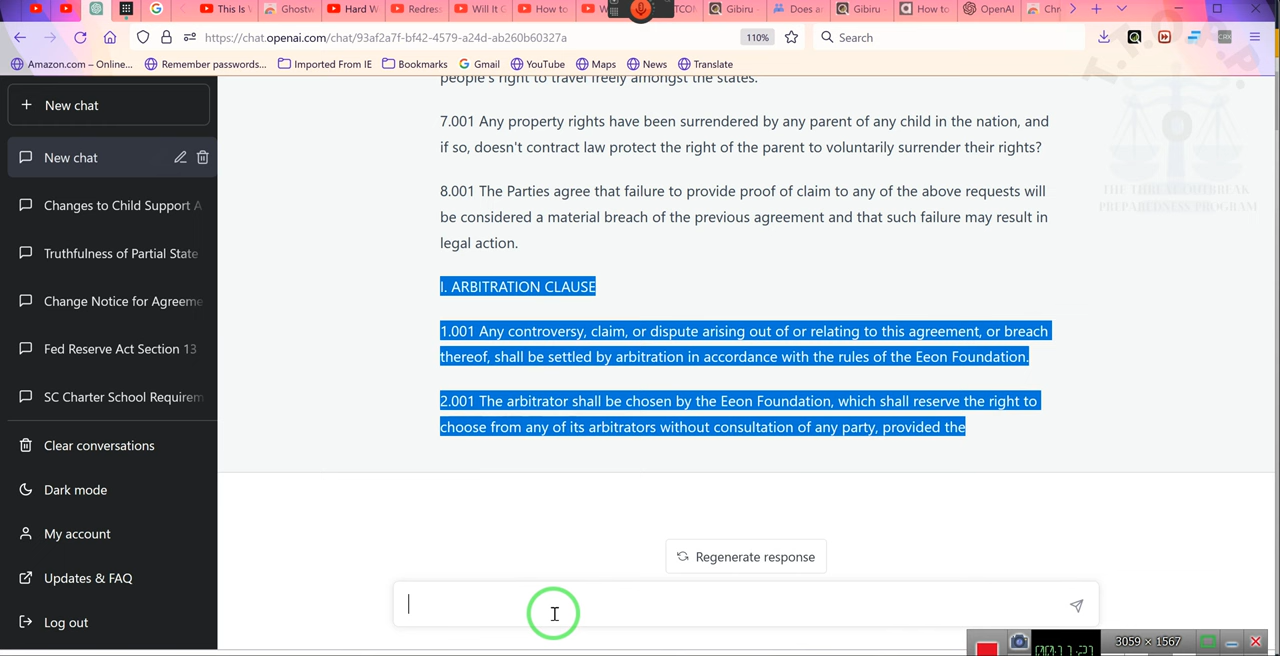 This Is
Ghostw
Hard W
Redress
Will It C
How to
W
TCOM
Gibiru -
Does as
Gibiru -
How to
OpenAI
Chr
https://chat.openai.com/chat/93af2a7f-bf42-4579-a24d-ab260b60327a
110%
Search
Amazon.com – Online...
Remember passwords...
Imported From IE
Bookmarks
Gmail
YouTube
Maps
News
Translate
New chat
New chat
Changes to Child Support A
Truthfulness of Partial State
Change Notice for Agreeme
Fed Reserve Act Section 13
SC Charter School Requirem
Clear conversations
Dark mode
My account
Updates & FAQ
Log out
people's right to travel freely amongst the states.
7.001 Any property rights have been surrendered by any parent of any child in the nation, and
if so, doesn't contract law protect the right of the parent to voluntarily surrender their rights?
8.001 The Parties agree that failure to provide proof of claim to any of the above requests will
be considered a material breach of the previous agreement and that such failure may result in
legal action.
I. ARBITRATION CLAUSE
1.001 Any controversy, claim, or dispute arising out of or relating to this agreement, or breach
thereof, shall be settled by arbitration in accordance with the rules of the Eeon Foundation.
2.001 The arbitrator shall be chosen by the Eeon Foundation, which shall reserve the right to
choose from any of its arbitrators without consultation of any party, provided the
Regenerate response
T.O.P.P.
THE THREAT OUTBREAK
PREPAREDNESS PROGRAM
3059 × 1567